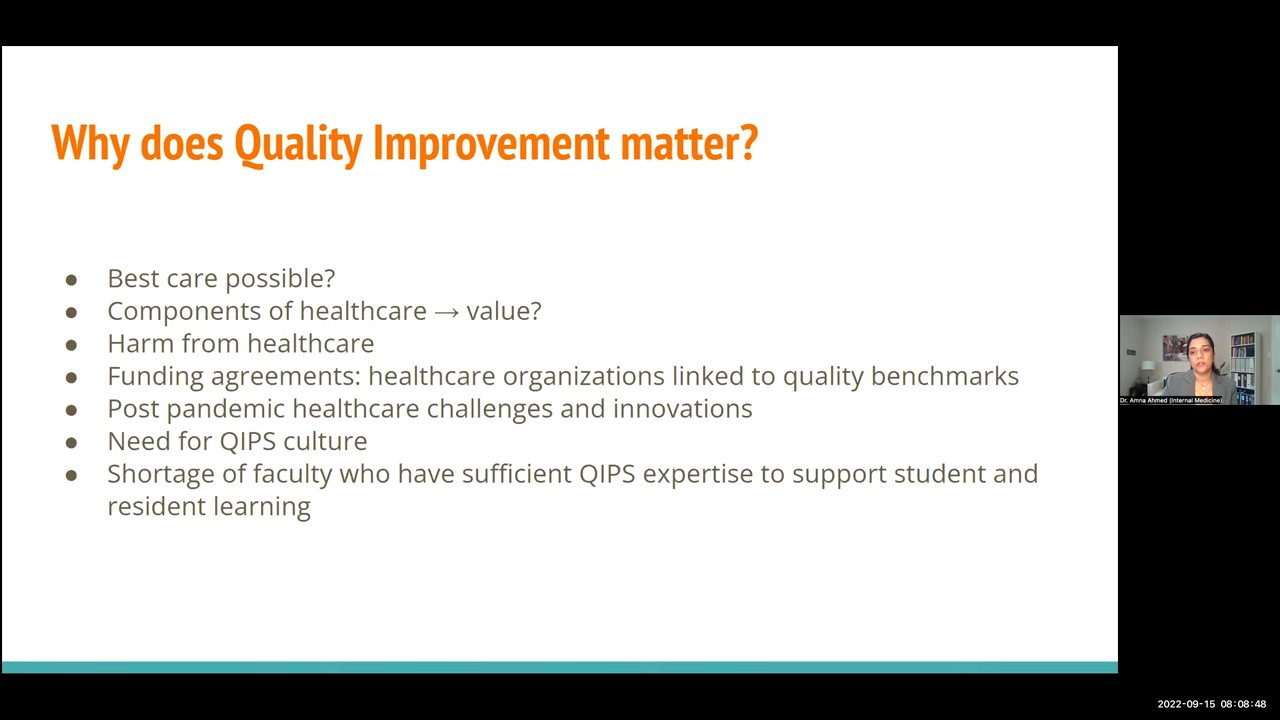 Why does Quality Improvement matter?
● Best care possible?
● Components of healthcare → value?
● Harm from healthcare
● Funding agreements: healthcare organizations linked to quality benchmarks
● Post pandemic healthcare challenges and innovations
● Need for QIPS culture
● Shortage of faculty who have sufficient QIPS expertise to support student and
resident learning
Dr. Amna Ahmed (Internal Medicine)
2022-09-15 08:08:48